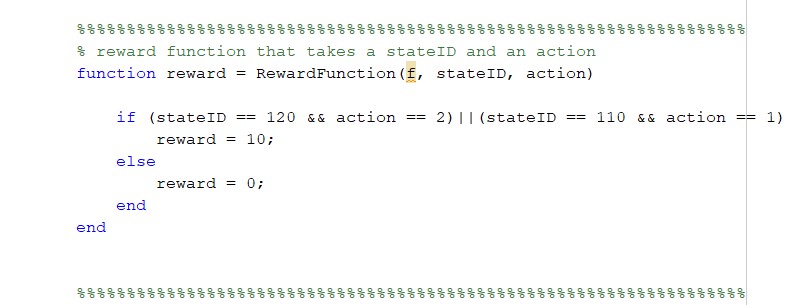 %%%%%%%%%%%%%%%%%%%%%%%%%%%%%%%%%%%%%%%%%%%%%%%%%%%%%%%%%%%%%%%%%%%
% reward function that takes a stateID and an action
function reward = RewardFunction(f, stateID, action)
if (stateID == 120 && action == 2)||(stateID == 110 && action == 1)
reward = 10;
else
reward = 0;
end
end
%%%%%%%%%%%%%%%%%%%%%%%%%%%%%%%%%%%%%%%%%%%%%%%%%%%%%%%%%%%%%%%%%%%